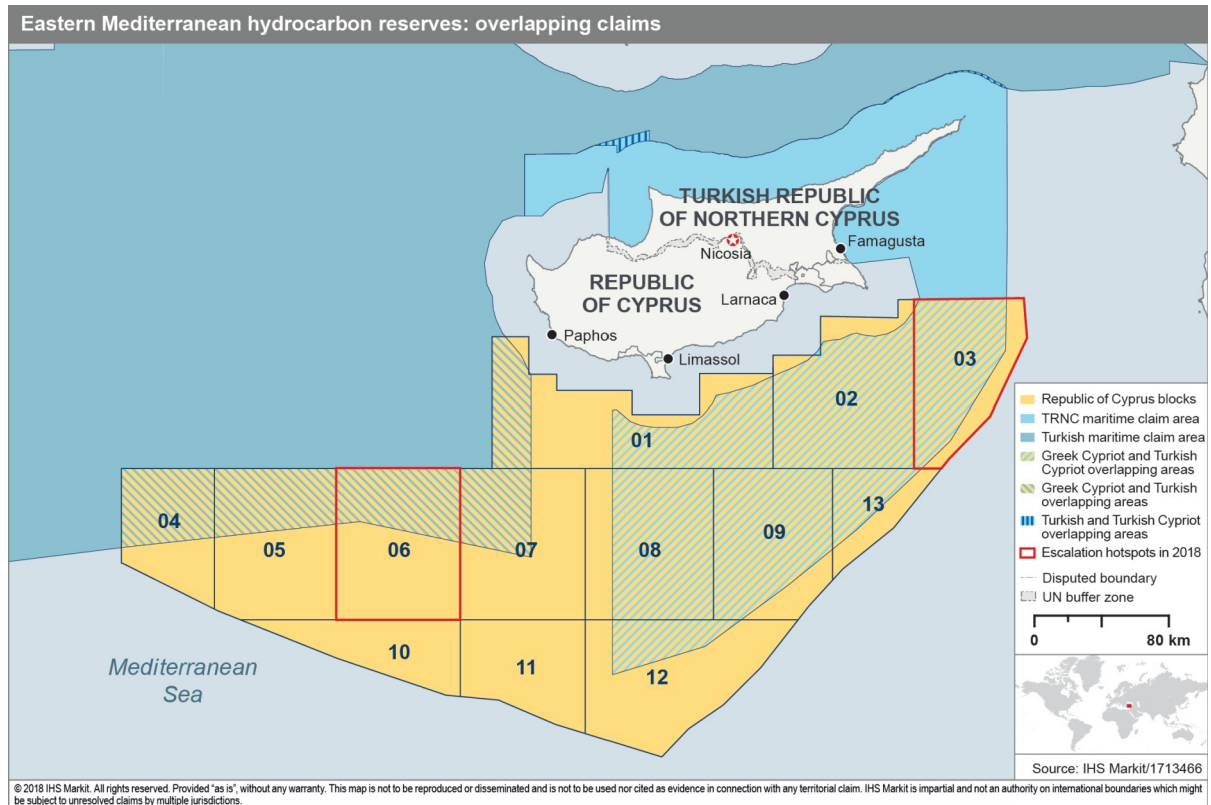 Eastern Mediterranean hydrocarbon reserves: overlapping claims
TURKISH REPUBLIC
OF NORTHERN CYPRUS
Nicosia
Famagusta
REPUBLIC
OF CYPRUS
Larnaca
Paphos
Limassol
03
02
01
04
05
06
07
08
09
13
10
11
12
Mediterranean
Sea
Republic of Cyprus blocks
TRNC maritime claim area
Turkish maritime claim area
Greek Cypriot and Turkish
Cypriot overlapping areas
Greek Cypriot and Turkish
overlapping areas
Turkish and Turkish Cypriot
overlapping areas
Escalation hotspots in 2018
Disputed boundary
UN buffer zone
0 80 km
Source: IHS Markit/1713466
© 2018 IHS Markit. All rights reserved. Provided "as is", without any warranty. This map is not to be reproduced or disseminated and is not to be used nor cited as evidence in connection with any territorial claim. IHS Markit is impartial and not an authority on international boundaries which might
be subject to unresolved claims by multiple jurisdictions.